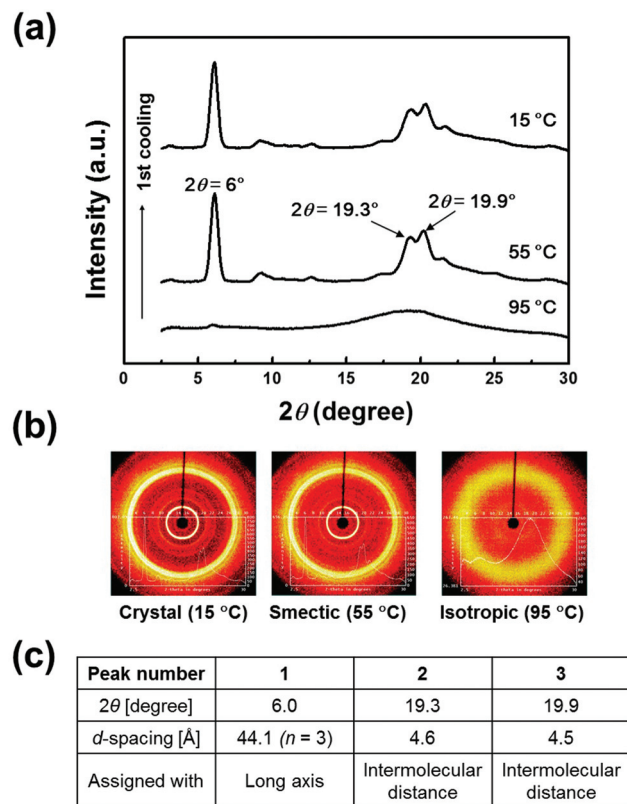 (a)
Intensity (a.u.)
1st cooling
15 °C
2θ = 6°
2θ = 19.3°
2θ = 19.9°
55 °C
95 °C
0 5 10 15 20 25 30
2θ (degree)
(b)
Crystal (15 °C) Smectic (55 °C) Isotropic (95 °C)
(c)
Peak number 1 2 3
2θ [degree] 6.0 19.3 19.9
d-spacing [Å] 44.1 (n = 3) 4.6 4.5
Assigned with Long axis Intermolecular distance Intermolecular distance